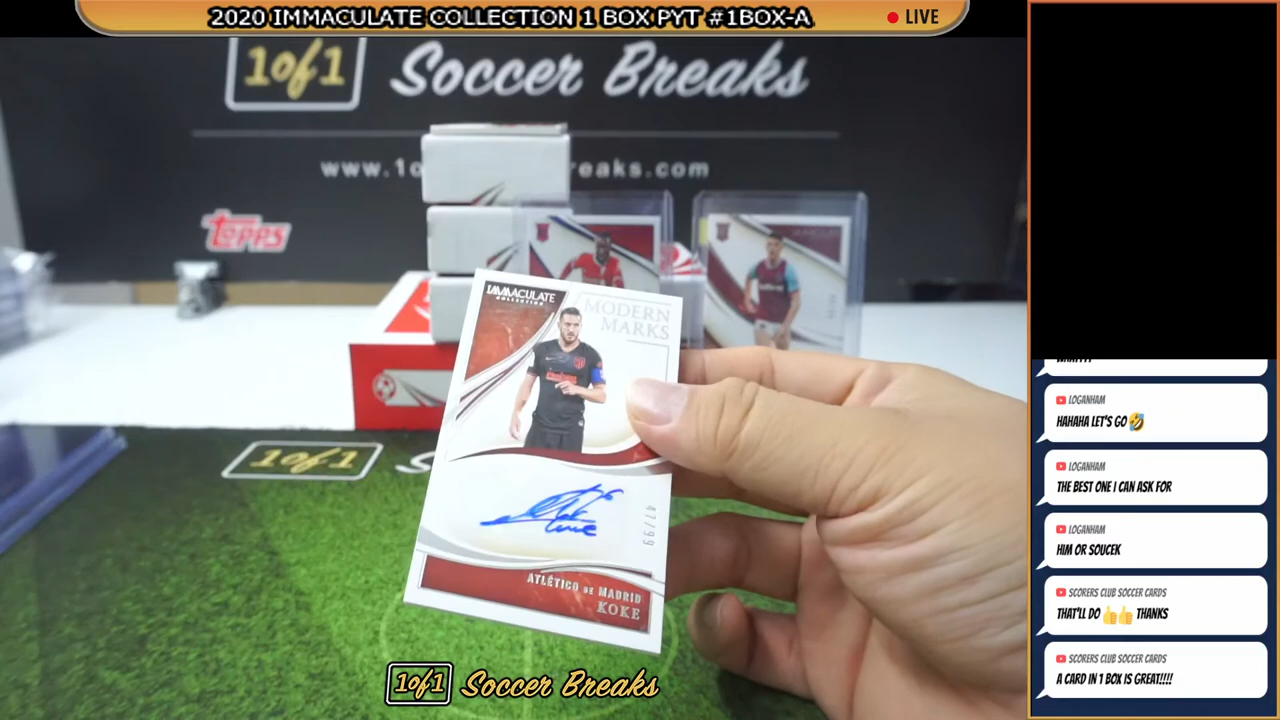 2020 IMMACULATE COLLECTION 1 BOX PYT #1BOX-A
LIVE
1of1 Soccer Breaks
www.1o
reaks.com
TOPPS
IMMACULATE
COLLECTION
MODERN
MARKS
47/99
ATLÉTICO DE MADRID
KOKE
1of1
1of1 Soccer Breaks
LOGANHAM
HAHAHA LET'S GO 🤣
LOGANHAM
THE BEST ONE I CAN ASK FOR
LOGANHAM
HIM OR SOUCEK
SCORERS CLUB SOCCER CARDS
THAT'LL DO 👍👍 THANKS
SCORERS CLUB SOCCER CARDS
A CARD IN 1 BOX IS GREAT!!!!